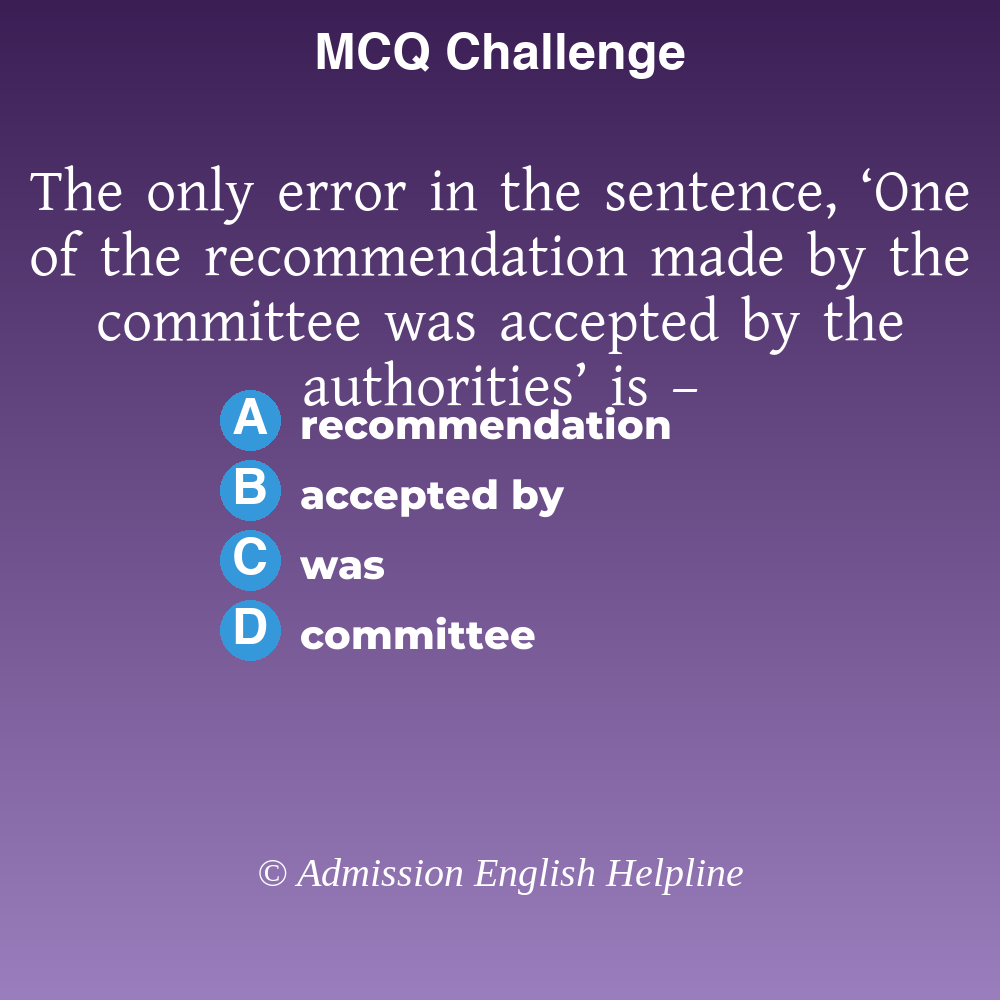 MCQ Challenge
The only error in the sentence, ‘One
of the recommendation made by the
committee was accepted by the
authorities’ is –
A recommendation
B accepted by
C was
D committee
© Admission English Helpline